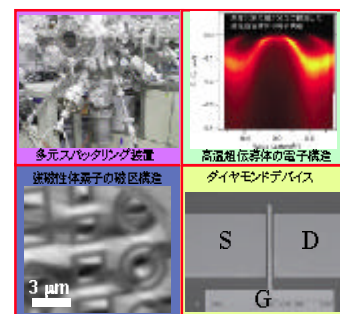 多元スパッタリング装置
高温超伝導体の電子構造
強磁性体素子の磁区構造
ダイヤモンドデバイス
3 μm
S
D
G